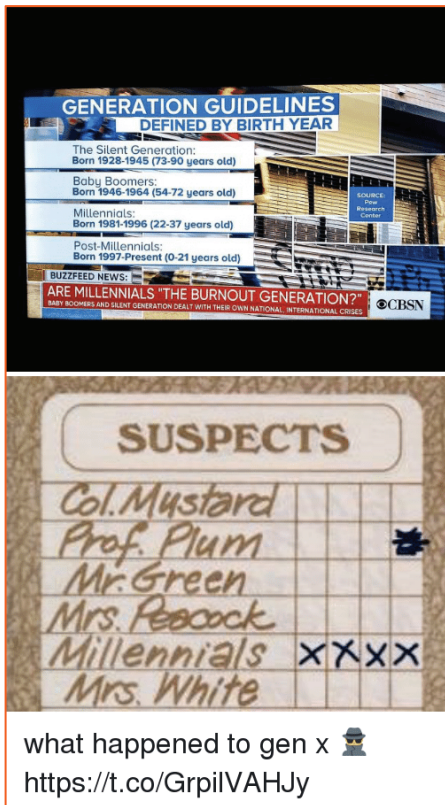 GENERATION GUIDELINES
DEFINED BY BIRTH YEAR
The Silent Generation:
Born 1928-1945 (73-90 years old)
Baby Boomers:
Born 1946-1964 (54-72 years old)
SOURCE:
Pew
Research
Center
Millennials:
Born 1981-1996 (22-37 years old)
Post-Millennials:
Born 1997-Present (0-21 years old)
BUZZFEED NEWS:
ARE MILLENNIALS "THE BURNOUT GENERATION?"
BABY BOOMERS AND SILENT GENERATION DEALT WITH THEIR OWN NATIONAL, INTERNATIONAL CRISES
CBSN
SUSPECTS
Col. Mustard
Prof. Plum
Mr. Green
Mrs. Peacock
Millennials xxxx
Mrs. White
what happened to gen x 🕵
https://t.co/GrpilVAHJy